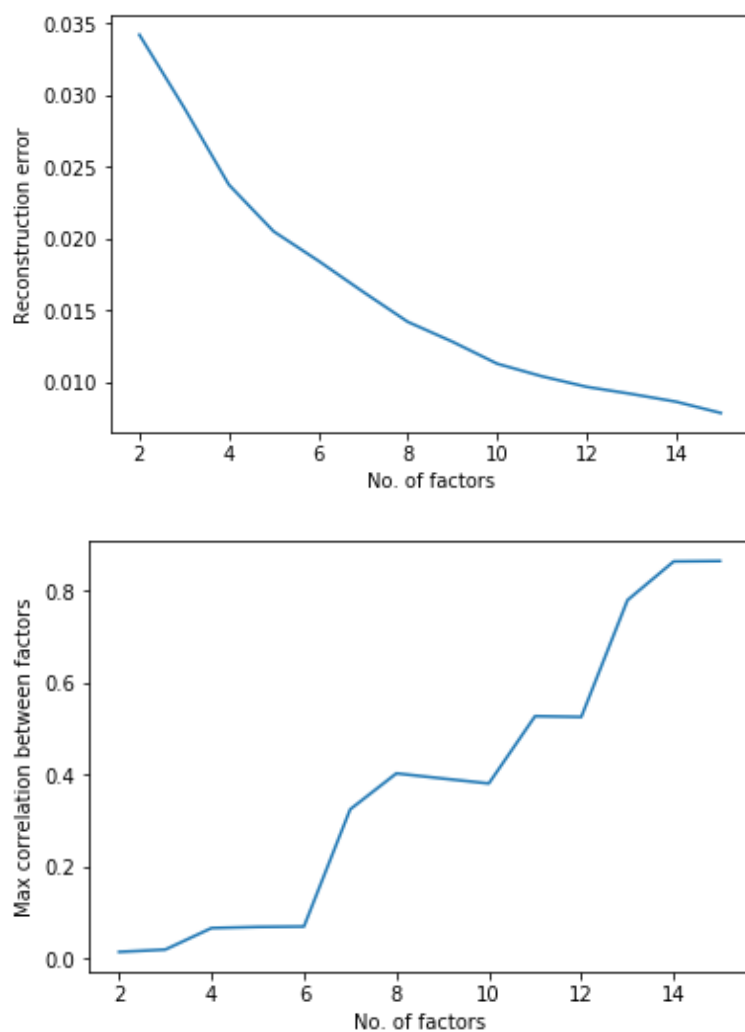 0.035
0.030
0.025
0.020
0.015
0.010
Reconstruction error
2 4 6 8 10 12 14
No. of factors
0.8
0.6
0.4
0.2
0.0
Max correlation between factors
2 4 6 8 10 12 14
No. of factors